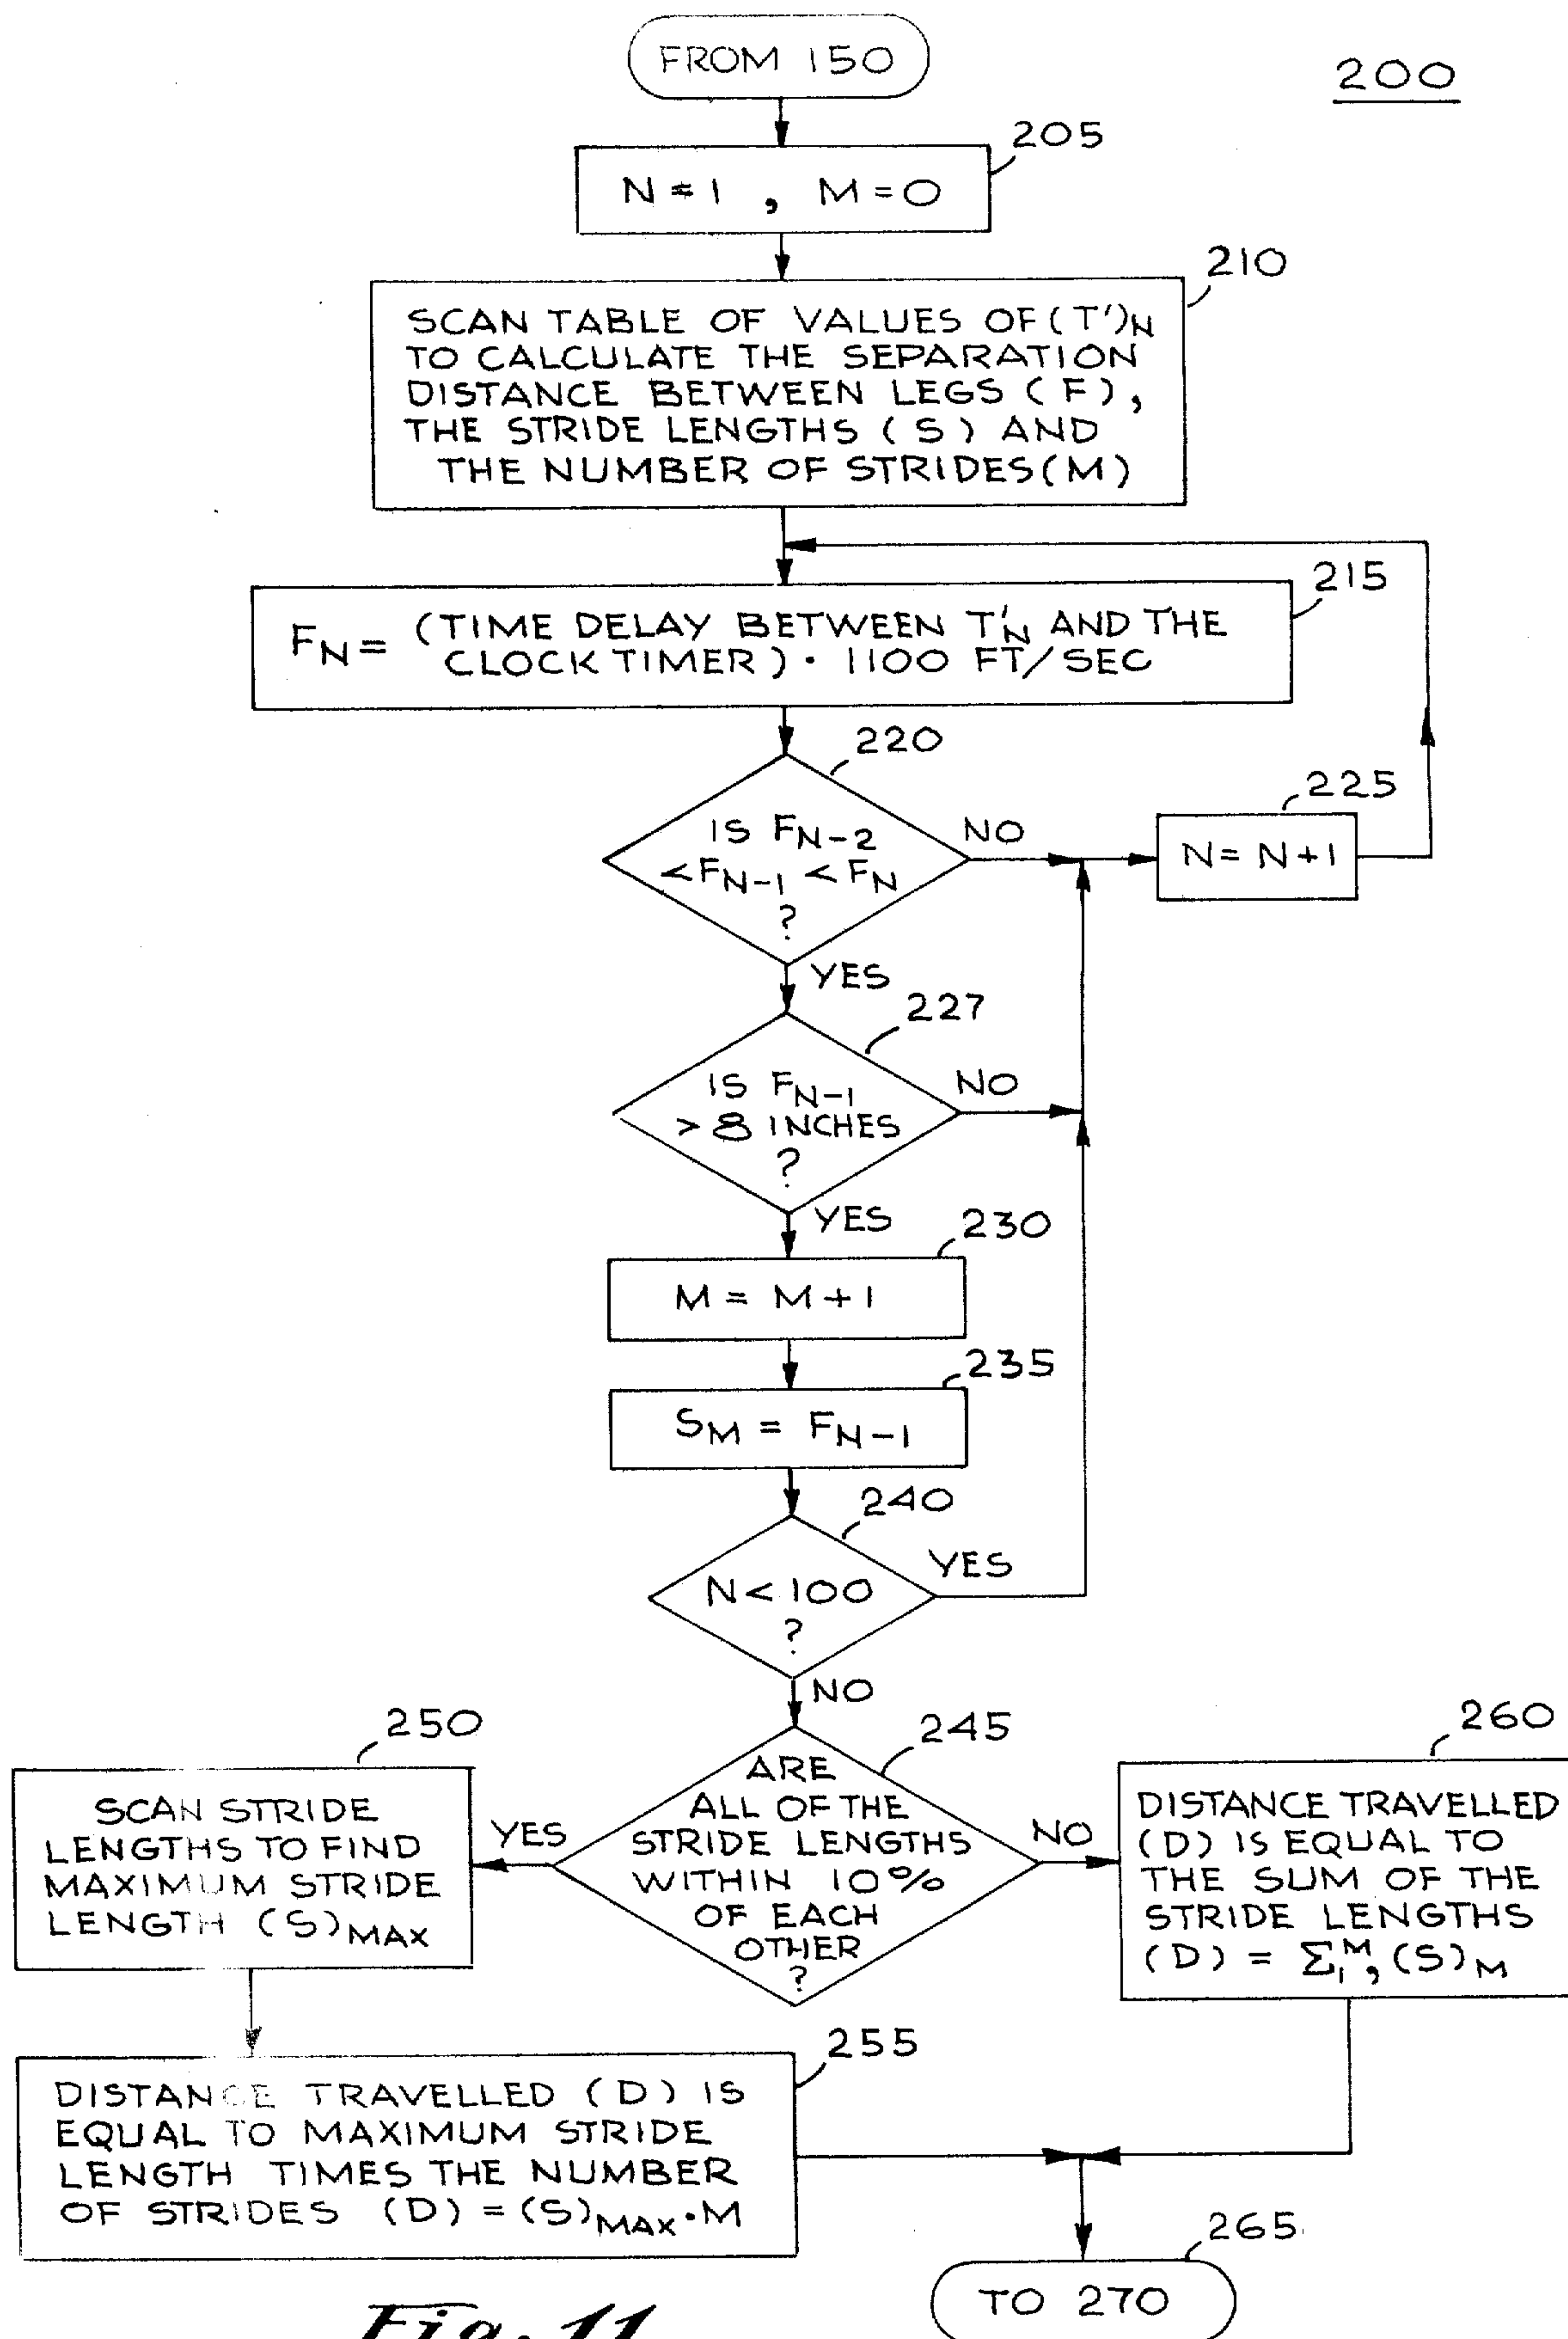 FROM 150
200
205
N = 1 , M = 0
210
SCAN TABLE OF VALUES OF (T')N
TO CALCULATE THE SEPARATION
DISTANCE BETWEEN LEGS (F),
THE STRIDE LENGTHS (S) AND
THE NUMBER OF STRIDES (M)
215
FN = (TIME DELAY BETWEEN T'N AND THE
CLOCK TIMER) · 1100 FT/SEC
220
IS FN-2
< FN-1 < FN
?
NO
225
N = N + 1
YES
227
IS FN-1
> 8 INCHES
?
NO
YES
230
M = M + 1
235
SM = FN-1
240
N < 100
?
YES
NO
245
ARE
ALL OF THE
STRIDE LENGTHS
WITHIN 10%
OF EACH
OTHER
?
YES
NO
250
SCAN STRIDE
LENGTHS TO FIND
MAXIMUM STRIDE
LENGTH (S)MAX
260
DISTANCE TRAVELLED
(D) IS EQUAL TO
THE SUM OF THE
STRIDE LENGTHS
(D) = Σ1M, (S)M
255
DISTANCE TRAVELLED (D) IS
EQUAL TO MAXIMUM STRIDE
LENGTH TIMES THE NUMBER
OF STRIDES (D) = (S)MAX · M
265
TO 270
Fig. 11